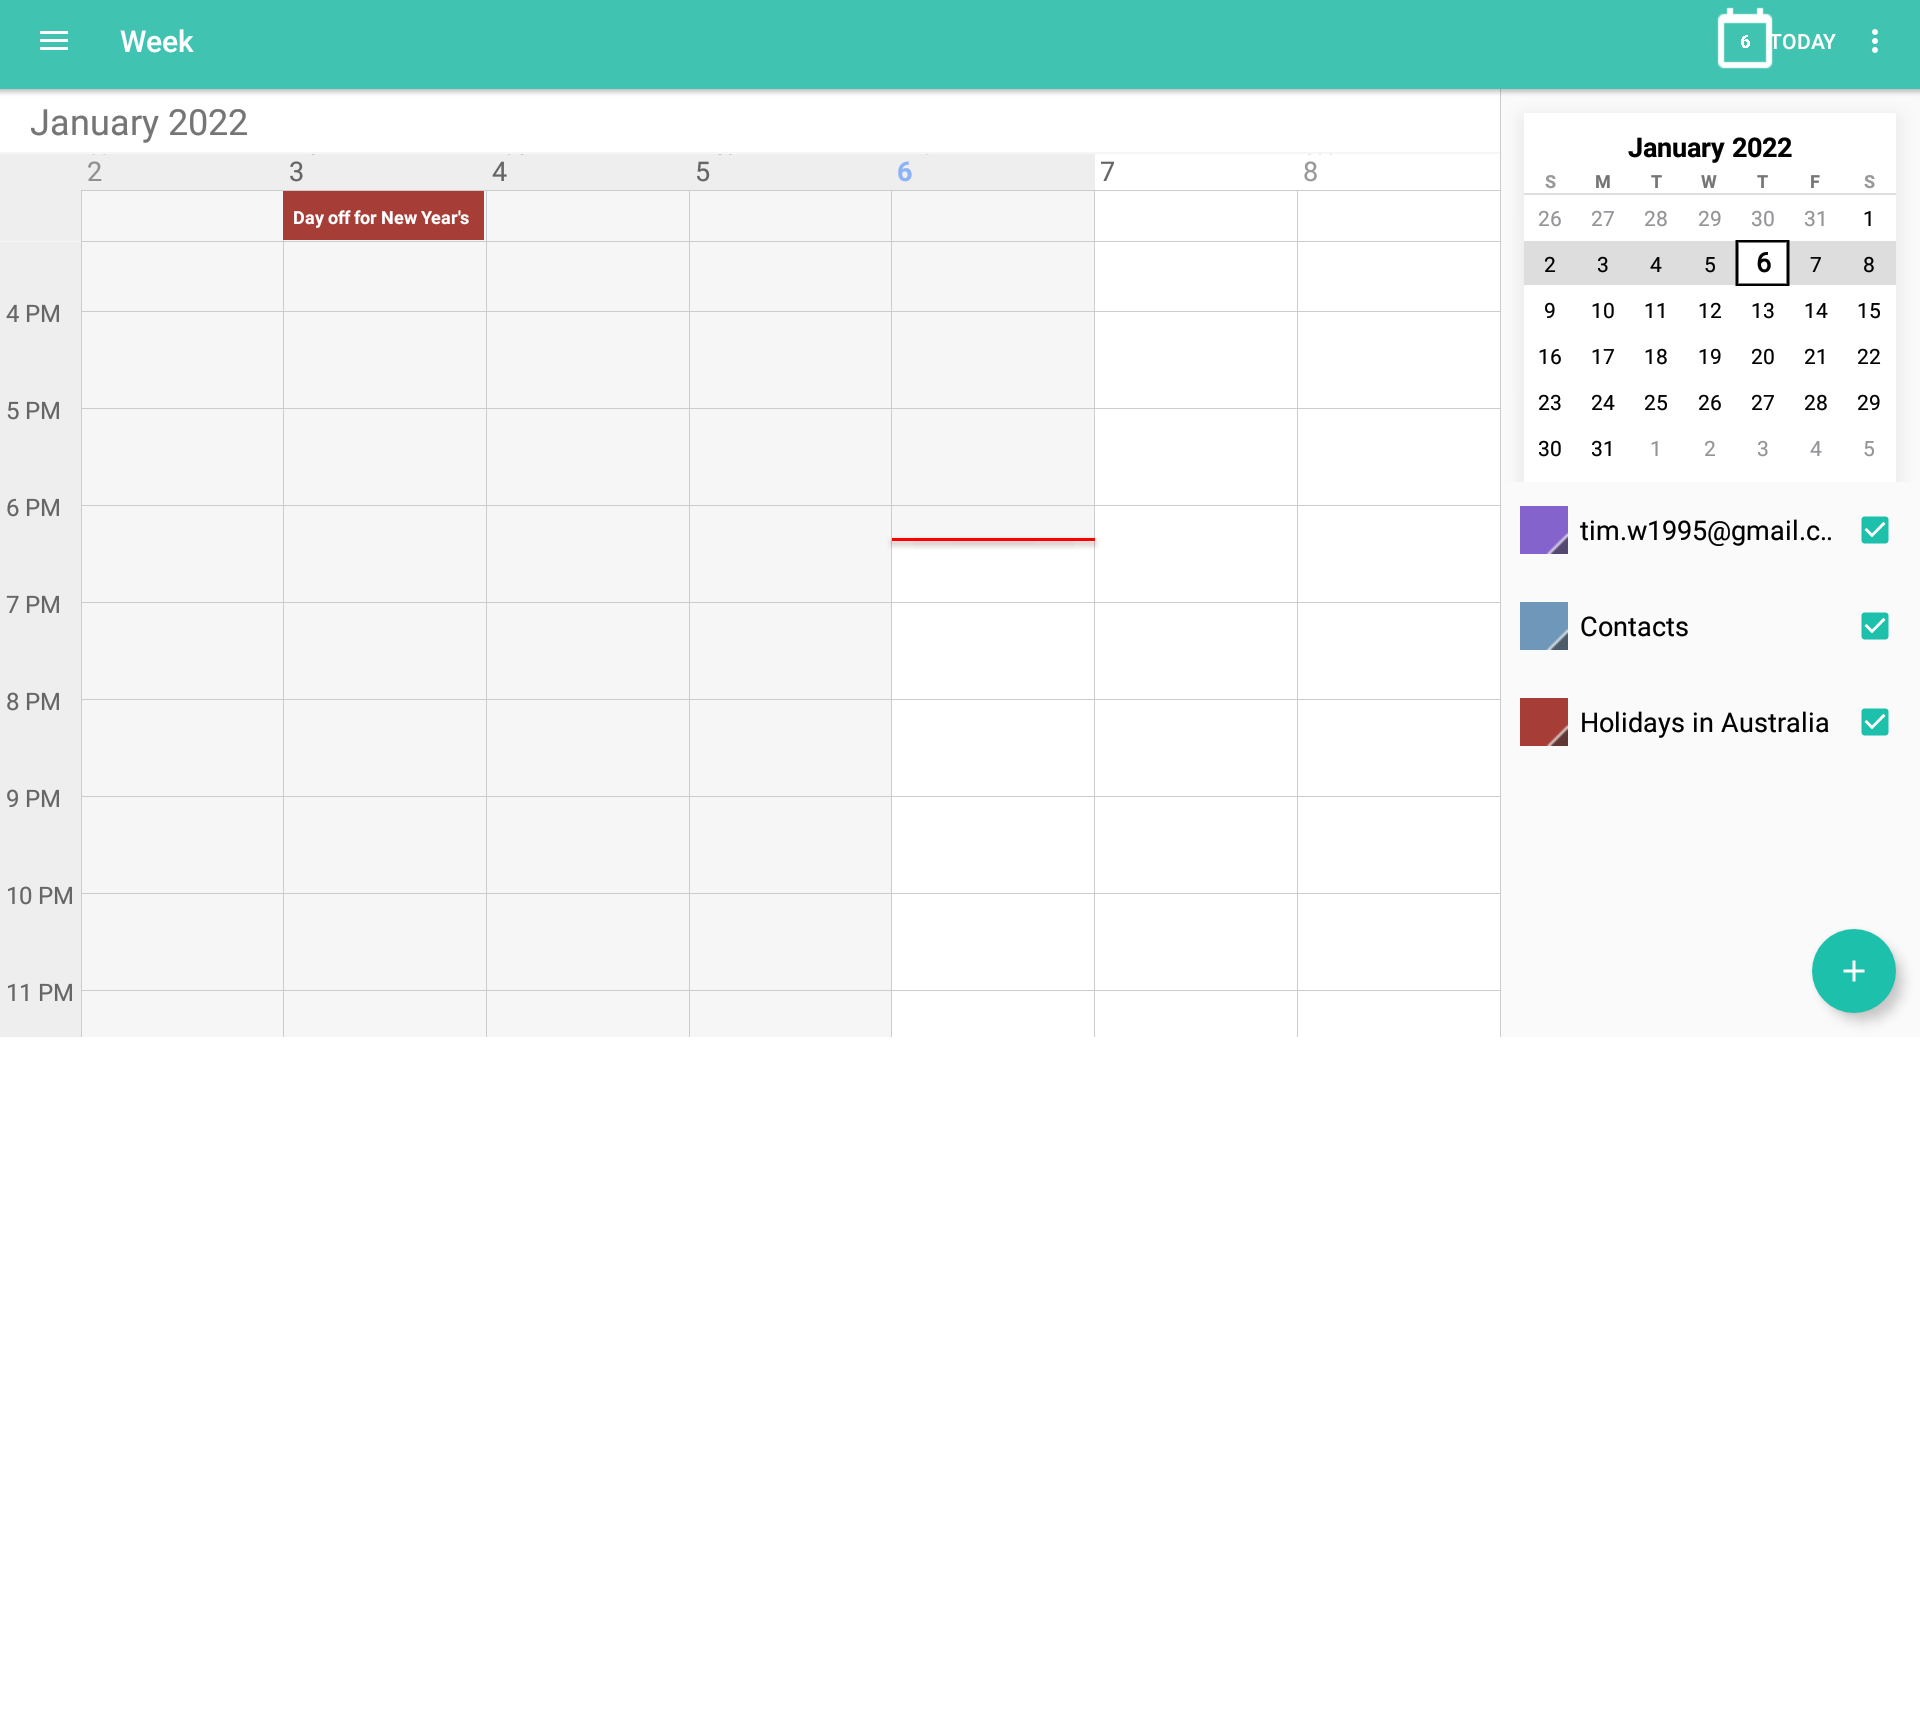 Week
6 TODAY
January 2022
2 3 4 5 6 7 8
Day off for New Year's
4 PM
5 PM
6 PM
7 PM
8 PM
9 PM
10 PM
11 PM
January 2022
S M T W T F S
26 27 28 29 30 31 1
2 3 4 5 6 7 8
9 10 11 12 13 14 15
16 17 18 19 20 21 22
23 24 25 26 27 28 29
30 31 1 2 3 4 5
tim.w1995@gmail.c..
Contacts
Holidays in Australia